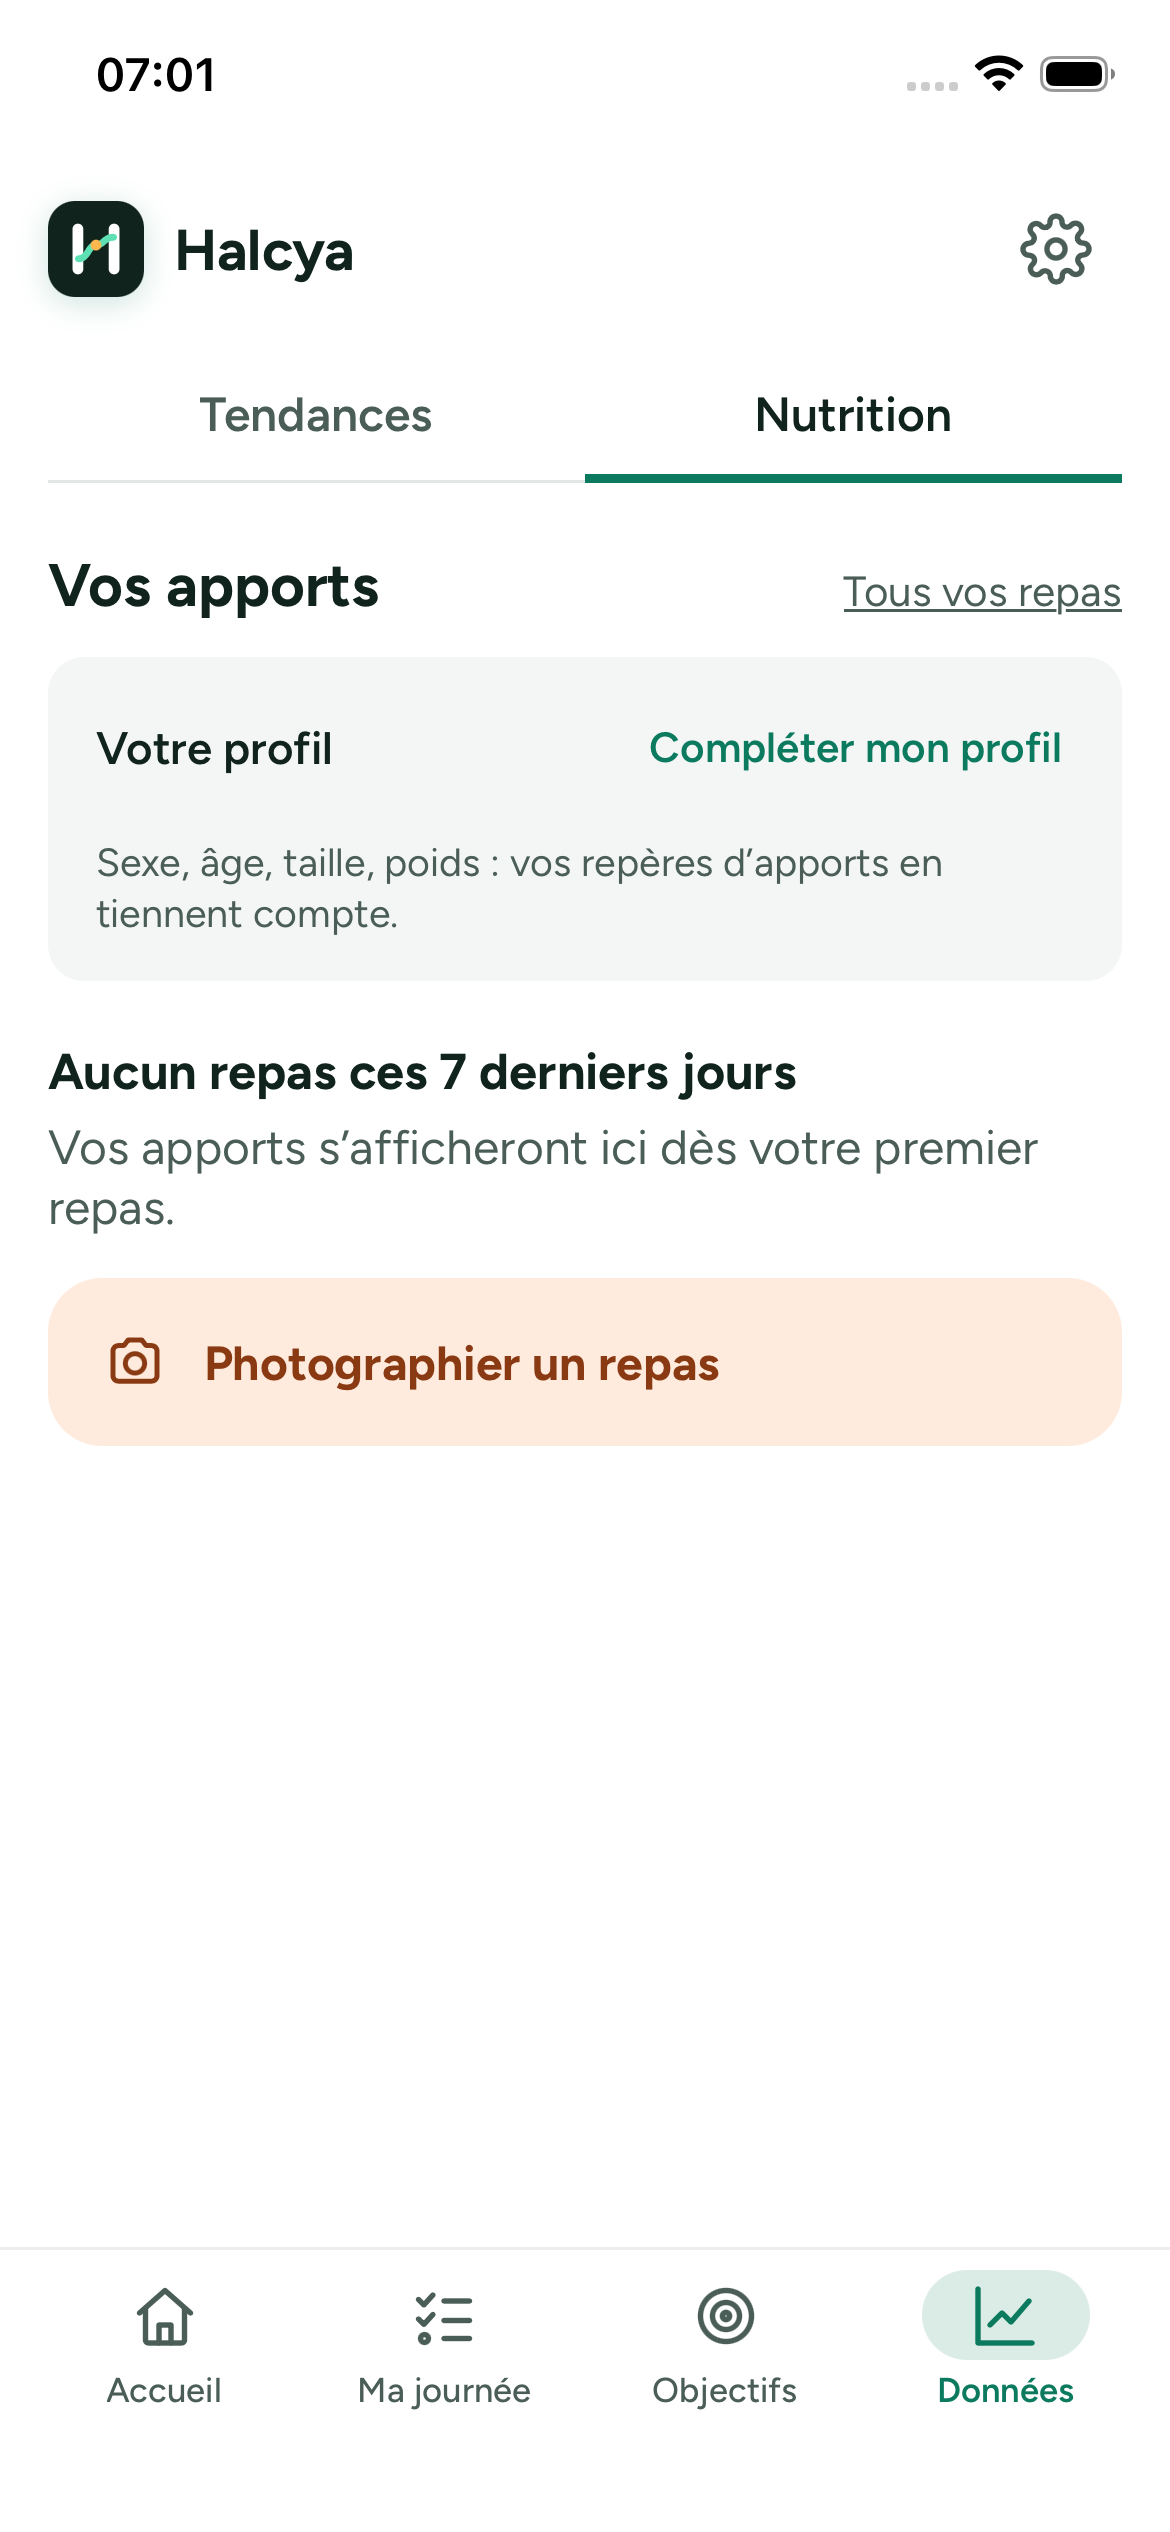 07:01
Halcya
Tendances
Nutrition
Vos apports
Tous vos repas
Votre profil
Compléter mon profil
Sexe, âge, taille, poids : vos repères d’apports en
tiennent compte.
Aucun repas ces 7 derniers jours
Vos apports s’afficheront ici dès votre premier
repas.
Photographier un repas
Accueil
Ma journée
Objectifs
Données